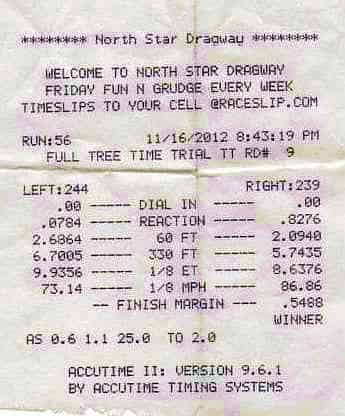 ******** North Star Dragway ********
WELCOME TO NORTH STAR DRAGWAY
FRIDAY FUN N GRUDGE EVERY WEEK
TIMESLIPS TO YOUR CELL @RACESLIP.COM
RUN:56 11/16/2012 8:43:19 PM
FULL TREE TIME TRIAL TT RD# 9
LEFT:244 RIGHT:239
.00 ----- DIAL IN ----- .00
.0784 ----- REACTION ----- .8276
2.6864 ----- 60 FT ----- 2.0940
6.7005 ----- 330 FT ----- 5.7435
9.9356 ----- 1/8 ET ----- 8.6376
73.14 ----- 1/8 MPH ----- 86.86
-- FINISH MARGIN --- .5488
WINNER
AS 0.6 1.1 25.0 TO 2.0
ACCUTIME II: VERSION 9.6.1
BY ACCUTIME TIMING SYSTEMS